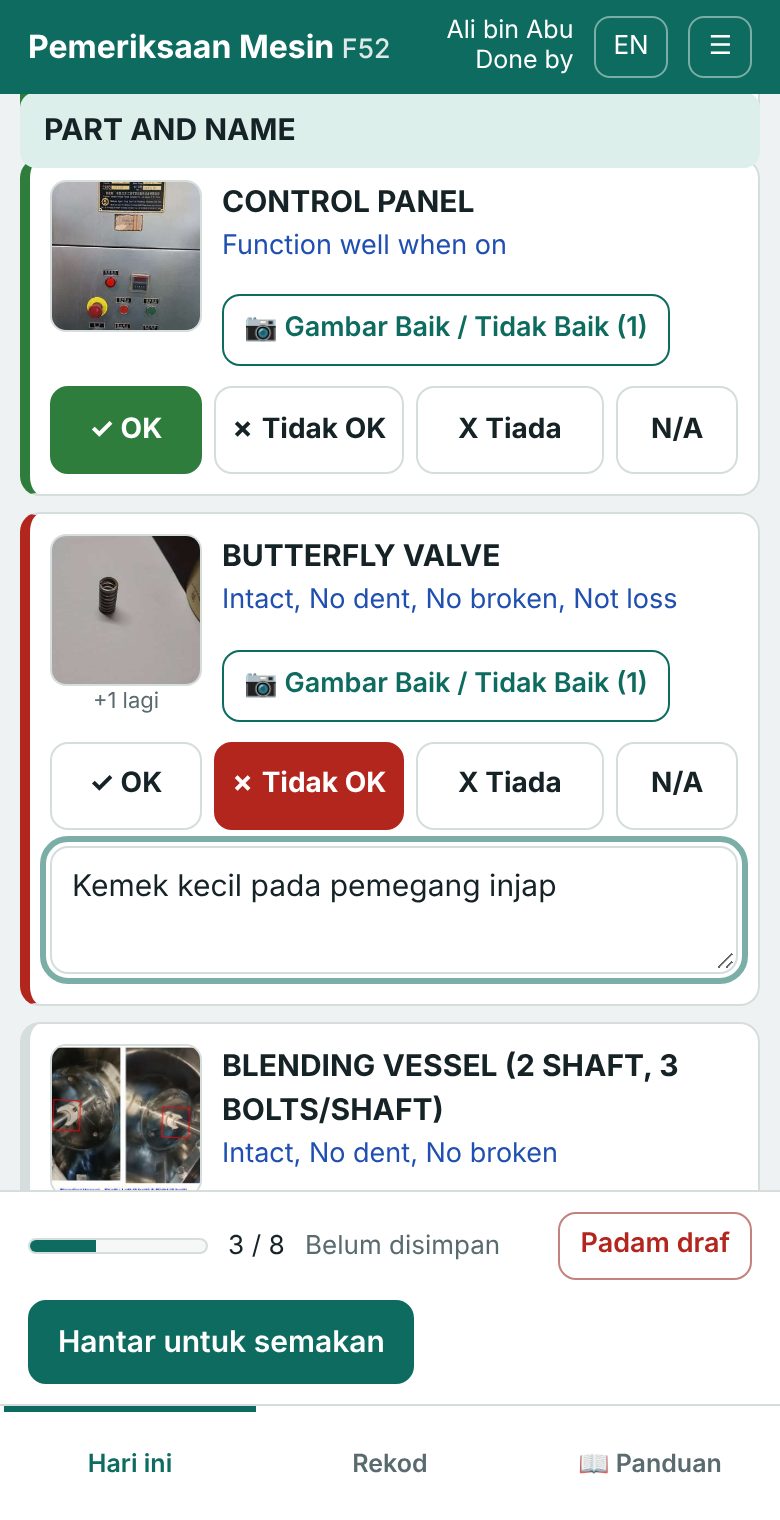 Pemeriksaan Mesin F52
Ali bin Abu
Done by
EN
☰
PART AND NAME
CONTROL PANEL
Function well when on
📷 Gambar Baik / Tidak Baik (1)
✓ OK
× Tidak OK
X Tiada
N/A
BUTTERFLY VALVE
Intact, No dent, No broken, Not loss
+1 lagi
📷 Gambar Baik / Tidak Baik (1)
✓ OK
× Tidak OK
X Tiada
N/A
Kemek kecil pada pemegang injap
BLENDING VESSEL (2 SHAFT, 3
BOLTS/SHAFT)
Intact, No dent, No broken
3 / 8
Belum disimpan
Padam draf
Hantar untuk semakan
Hari ini
Rekod
📖 Panduan